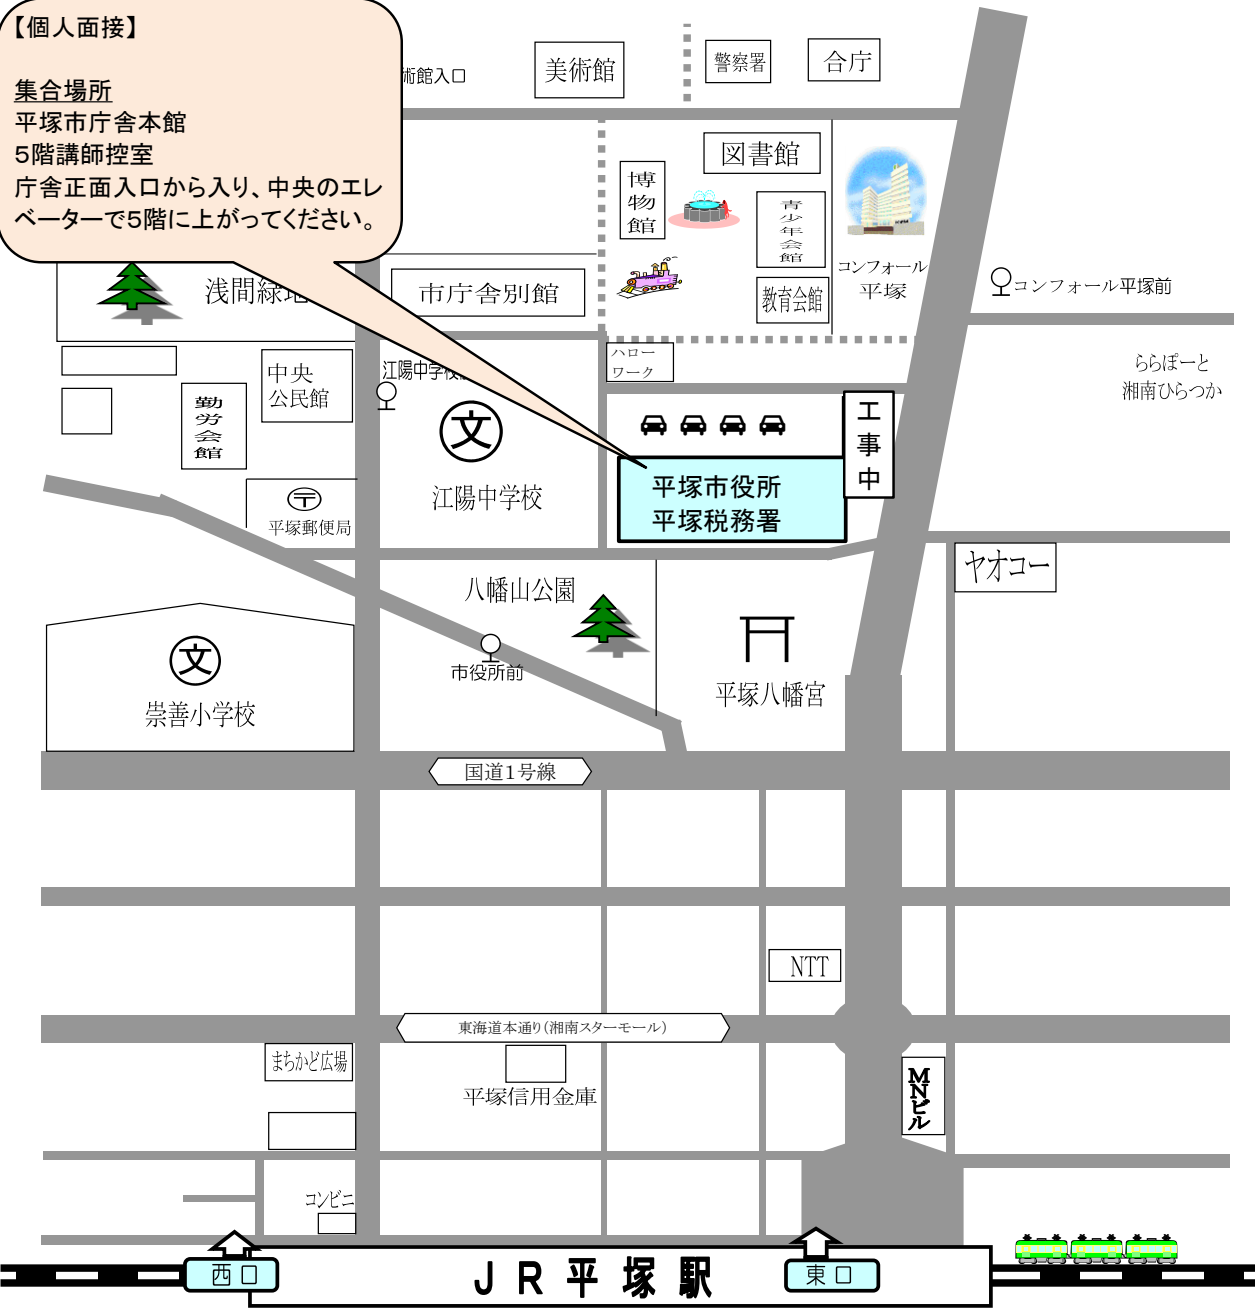 【個人面接】
集合場所
平塚市庁舎本館
5階講師控室
庁舎正面入口から入り、中央のエレ
ベーターで5階に上がってください。
術館入口
美術館
警察署
合庁
図書館
博物館
青少年会館
教育会館
コンフォール
平塚
コンフォール平塚前
浅間緑地
市庁舎別館
ハロー
ワーク
ららぽーと
湘南ひらつか
中央
公民館
江陽中学校
勤労会館
文
江陽中学校
工事中
平塚市役所
平塚税務署
〒
平塚郵便局
ヤオコー
八幡山公園
市役所前
平塚八幡宮
文
崇善小学校
国道1号線
NTT
東海道本通り(湘南スターモール)
まちかど広場
平塚信用金庫
MNビル
コンビニ
西口
JR平塚駅
東口